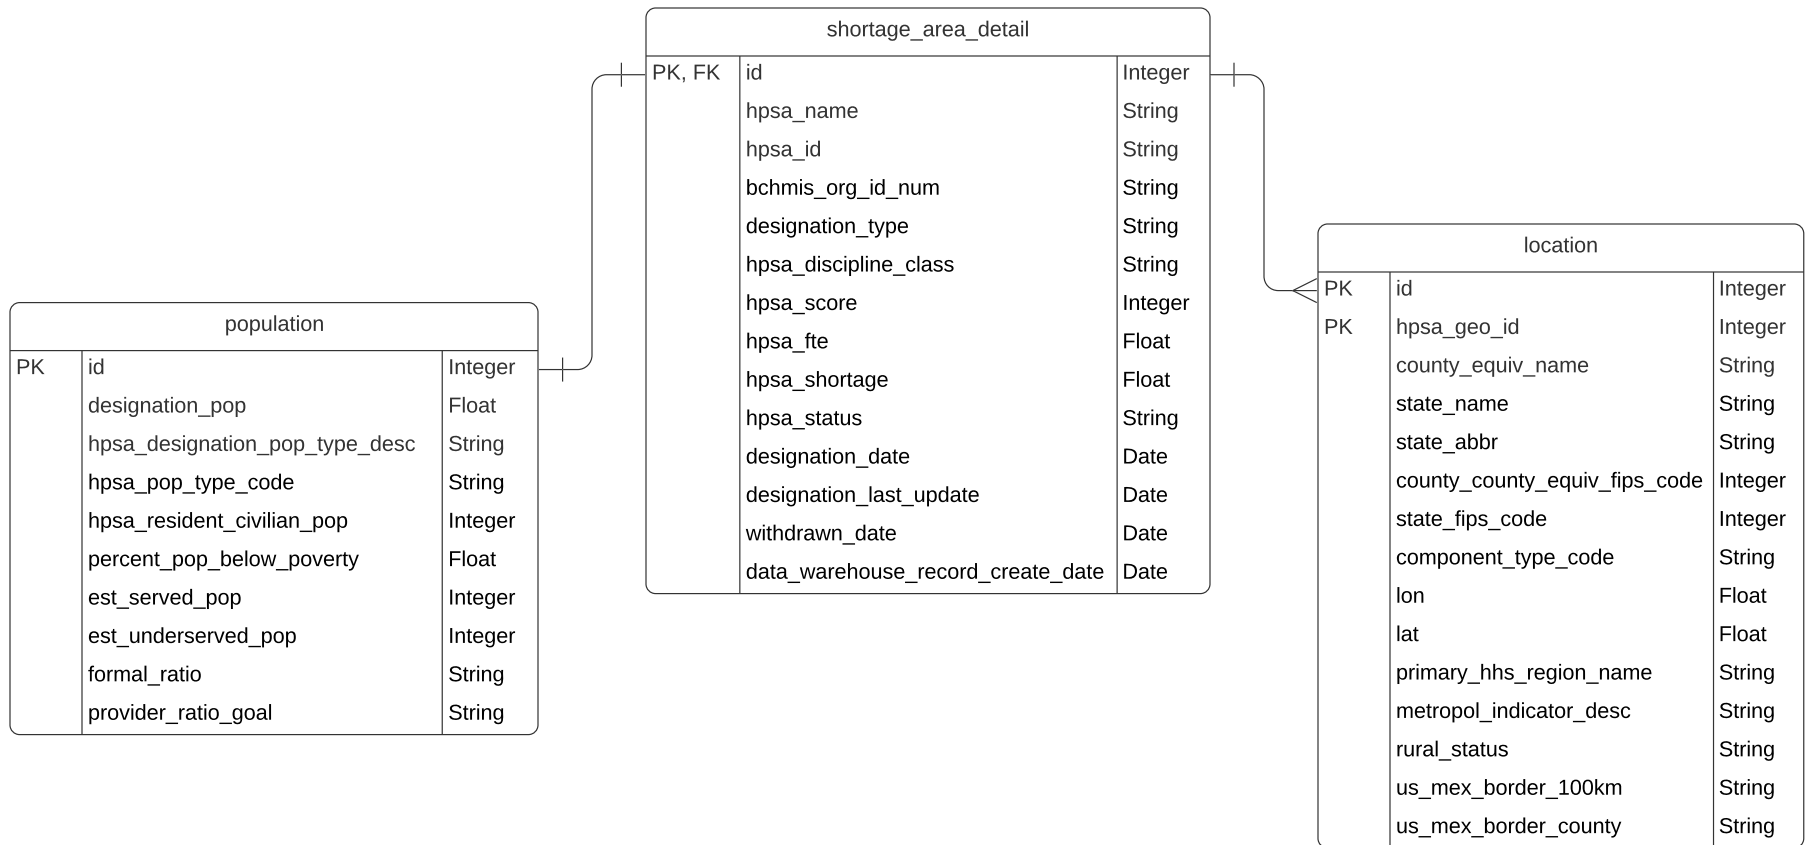 shortage_area_detail
PK, FK id Integer
hpsa_name String
hpsa_id String
bchmis_org_id_num String
designation_type String
hpsa_discipline_class String
hpsa_score Integer
hpsa_fte Float
hpsa_shortage Float
hpsa_status String
designation_date Date
designation_last_update Date
withdrawn_date Date
data_warehouse_record_create_date Date
population
PK id Integer
designation_pop Float
hpsa_designation_pop_type_desc String
hpsa_pop_type_code String
hpsa_resident_civilian_pop Integer
percent_pop_below_poverty Float
est_served_pop Integer
est_underserved_pop Integer
formal_ratio String
provider_ratio_goal String
location
PK id Integer
PK hpsa_geo_id Integer
county_equiv_name String
state_name String
state_abbr String
county_county_equiv_fips_code Integer
state_fips_code Integer
component_type_code String
lon Float
lat Float
primary_hhs_region_name String
metropol_indicator_desc String
rural_status String
us_mex_border_100km String
us_mex_border_county String